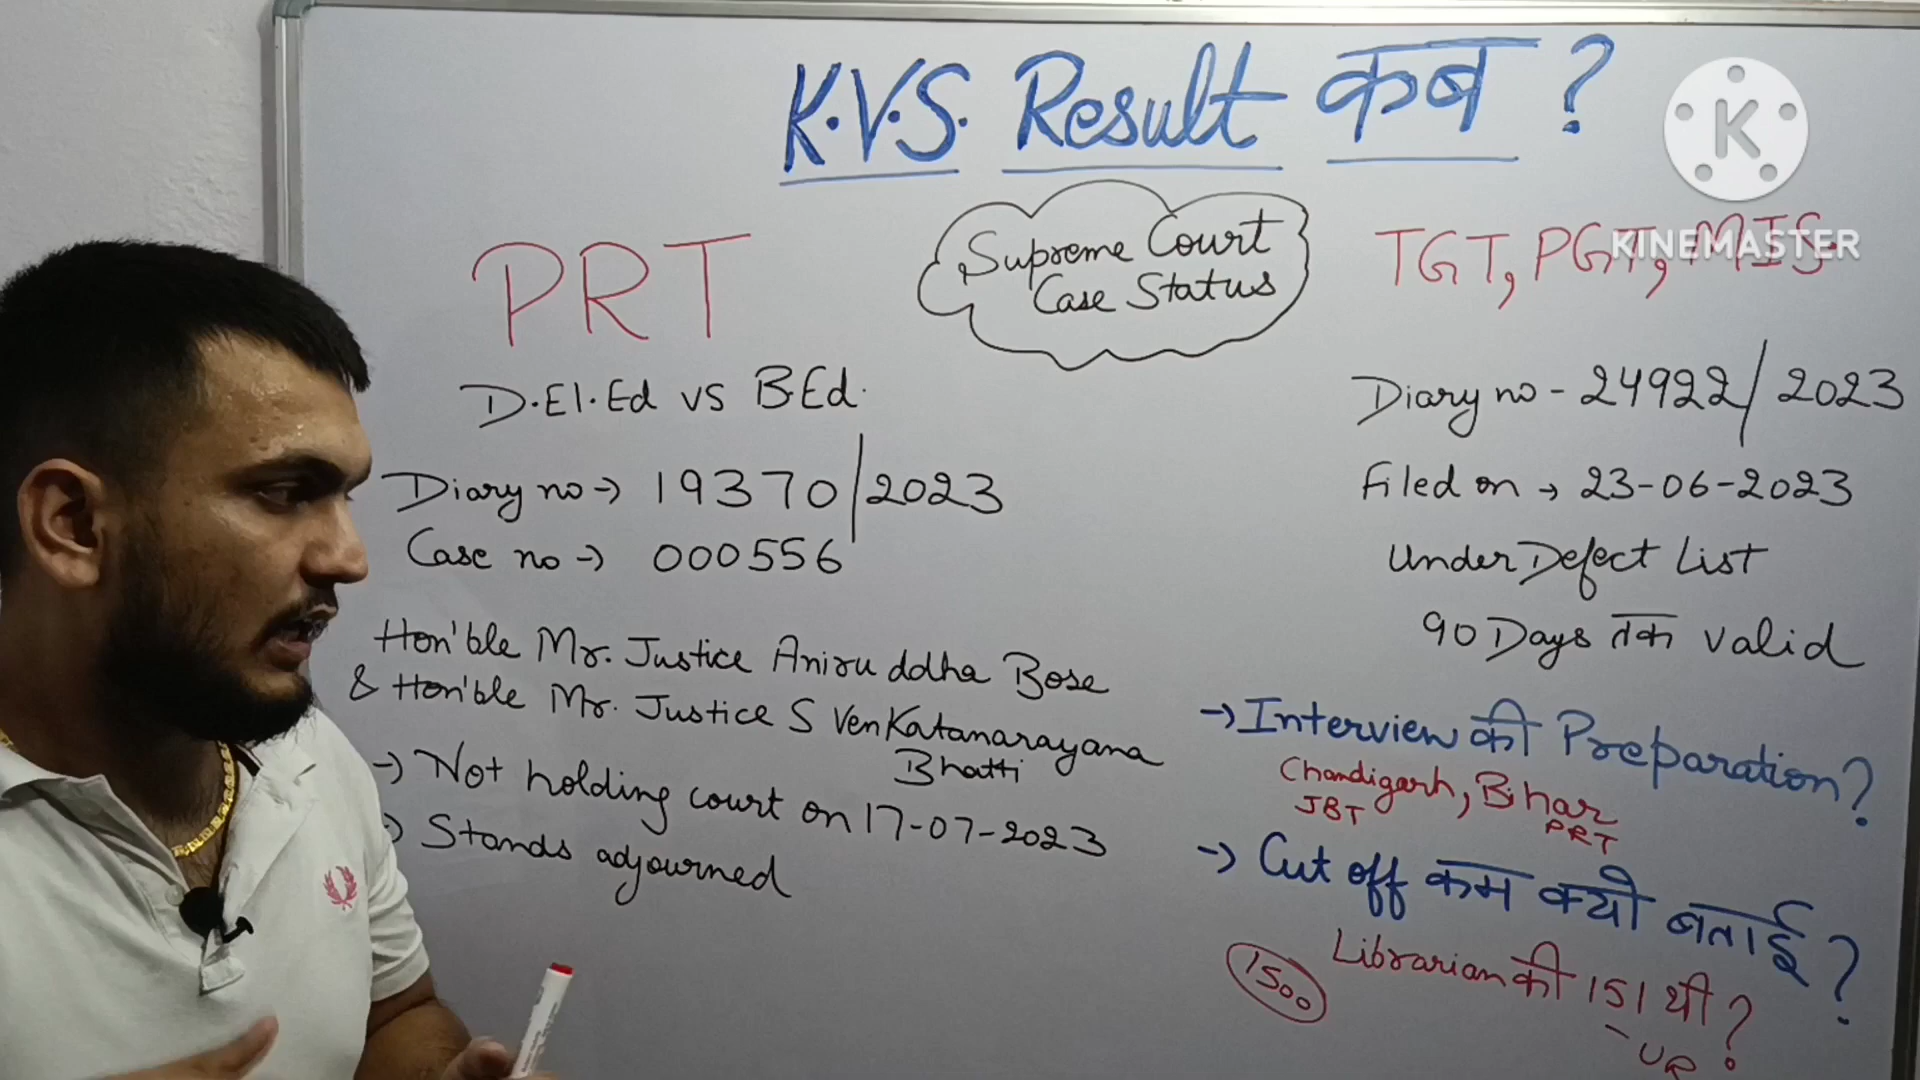 K.V.S. Result कब ?
K
KINEMASTER
Supreme Court
Case Status
PRT
D.El.Ed vs B.Ed.
Diary no → 19370/2023
Case no → 000556
Hon'ble Mr. Justice Aniruddha Bose
& Hon'ble Mr. Justice S Venkatanarayana
Bhatti
→ Not holding court on 17-07-2023
→ Stands adjourned
TGT, PGT, MIS.
Diary no - 24922/2023
Filed on → 23-06-2023
Under Defect List
90 Days तक valid
→ Interview की Preparation?
Chandigarh, Bihar
JBT PRT
→ Cut off कम क्यों बताई ?
1500 Librarian की 151 थी ?
UR